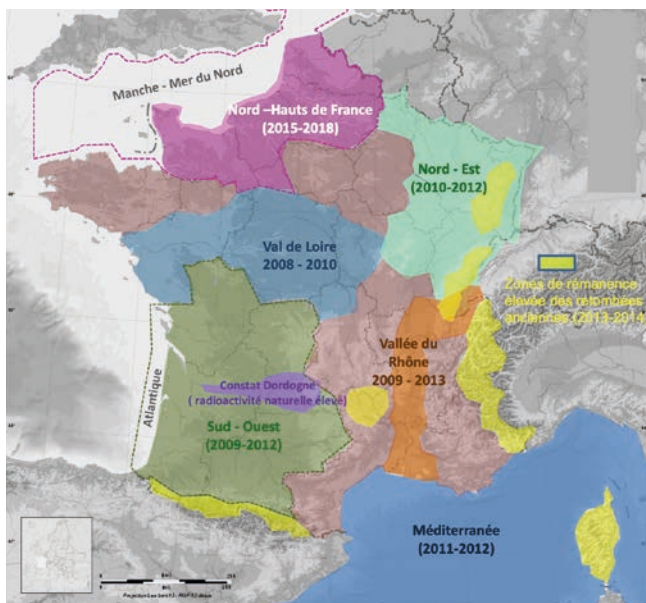 Manche - Mer du Nord
Nord –Hauts de France
(2015-2018)
Nord - Est
(2010-2012)
Val de Loire
2008 - 2010
Zones de rémanence
élevée des retombées
anciennes (2013-2014
Vallée du
Rhône
2009 - 2013
Constat Dordogne
( radioactivité naturelle élevé)
Atlantique
Sud - Ouest
(2009-2012)
Méditerranée
(2011-2012)